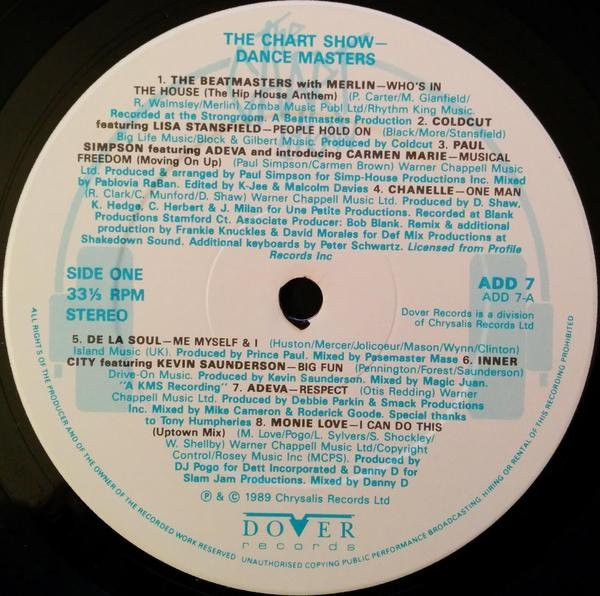 THE CHART SHOW—
DANCE MASTERS
1. THE BEATMASTERS with MERLIN—WHO'S IN
THE HOUSE (The Hip House Anthem) (P. Carter/M. Glanfield/
R. Walmsley/Merlin) Zomba Music Publ Ltd/Rhythm King Music.
Recorded at the Strongroom. A Beatmasters Production 2. COLDCUT
featuring LISA STANSFIELD—PEOPLE HOLD ON (Black/More/Stansfield)
Big Life Music/Block & Gilbert Music. Produced by Coldcut 3. PAUL
SIMPSON featuring ADEVA and introducing CARMEN MARIE—MUSICAL
FREEDOM (Moving On Up) (Paul Simpson/Carmen Brown) Warner Chappell Music
Ltd. Produced & arranged by Paul Simpson for Simp-House Productions Inc. Mixed
by Pablovia RaBan. Edited by K-Jee & Malcolm Davies 4. CHANELLE—ONE MAN
(R. Clark/C. Munford/D. Shaw) Warner Chappell Music Ltd. Produced by D. Shaw,
K. Hedge, C. Herbert & J. Milan for Une Petite Productions. Recorded at Blank
Productions Stamford Ct. Associate Producer: Bob Blank. Remix & additional
production by Frankie Knuckles & David Morales for Def Mix Productions at
Shakedown Sound. Additional keyboards by Peter Schwartz. Licensed from Profile
Records Inc
SIDE ONE
33⅓ RPM
STEREO
ADD 7
ADD 7-A
Dover Records is a division
of Chrysalis Records Ltd
5. DE LA SOUL—ME MYSELF & I (Huston/Mercer/Jolicoeur/Mason/Wynn/Clinton)
Island Music (UK). Produced by Prince Paul. Mixed by Pasemaster Mase 6. INNER
CITY featuring KEVIN SAUNDERSON—BIG FUN (Pennington/Forest/Saunderson)
Drive-On Music. Produced by Kevin Saunderson. Mixed by Magic Juan.
"A KMS Recording" 7. ADEVA—RESPECT (Otis Redding) Warner
Chappell Music Ltd. Produced by Debbie Parkin & Smack Productions
Inc. Mixed by Mike Cameron & Roderick Goode. Special thanks
to Tony Humpheries 8. MONIE LOVE—I CAN DO THIS
(Uptown Mix) (M. Love/Pogo/L. Sylvers/S. Shockley/
W. Shellby) Warner Chappell Music Ltd/Copyright
Control/Rosey Music Inc (MCPS). Produced by
DJ Pogo for Dett Incorporated & Danny D for
Slam Jam Productions. Mixed by Danny D
Ⓟ & © 1989 Chrysalis Records Ltd
DOVER
records
ALL RIGHTS OF THE PRODUCER AND OF THE OWNER OF THE RECORDED WORK RESERVED UNAUTHORISED COPYING PUBLIC PERFORMANCE BROADCASTING HIRING OR RENTAL OF THIS RECORDING PROHIBITED